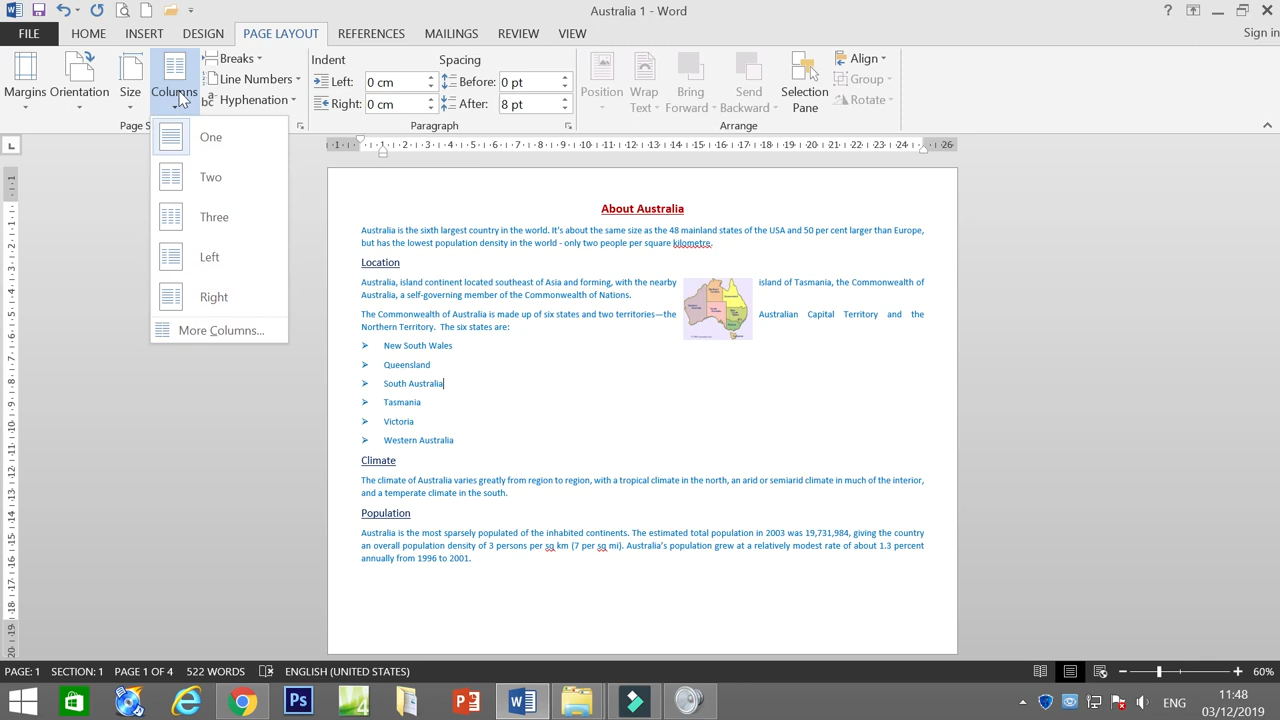 Australia 1 - Word
FILE HOME INSERT DESIGN PAGE LAYOUT REFERENCES MAILINGS REVIEW VIEW Sign in
Margins Orientation Size Columns
Breaks
Line Numbers
Hyphenation
Indent
Left: 0 cm
Right: 0 cm
Spacing
Before: 0 pt
After: 8 pt
Position
Wrap Text
Bring Forward
Send Backward
Selection Pane
Align
Group
Rotate
Page S
Paragraph
Arrange
One
Two
Three
Left
Right
More Columns...
About Australia
Australia is the sixth largest country in the world. It's about the same size as the 48 mainland states of the USA and 50 per cent larger than Europe,
but has the lowest population density in the world - only two people per square kilometre.
Location
Australia, island continent located southeast of Asia and forming, with the nearby island of Tasmania, the Commonwealth of
Australia, a self-governing member of the Commonwealth of Nations.
The Commonwealth of Australia is made up of six states and two territories—the Australian Capital Territory and the
Northern Territory. The six states are:
➢ New South Wales
➢ Queensland
➢ South Australia
➢ Tasmania
➢ Victoria
➢ Western Australia
Climate
The climate of Australia varies greatly from region to region, with a tropical climate in the north, an arid or semiarid climate in much of the interior,
and a temperate climate in the south.
Population
Australia is the most sparsely populated of the inhabited continents. The estimated total population in 2003 was 19,731,984, giving the country
an overall population density of 3 persons per sq km (7 per sq mi). Australia's population grew at a relatively modest rate of about 1.3 percent
annually from 1996 to 2001.
PAGE: 1 SECTION: 1 PAGE 1 OF 4 522 WORDS ENGLISH (UNITED STATES) 60%
ENG
11:48
03/12/2019